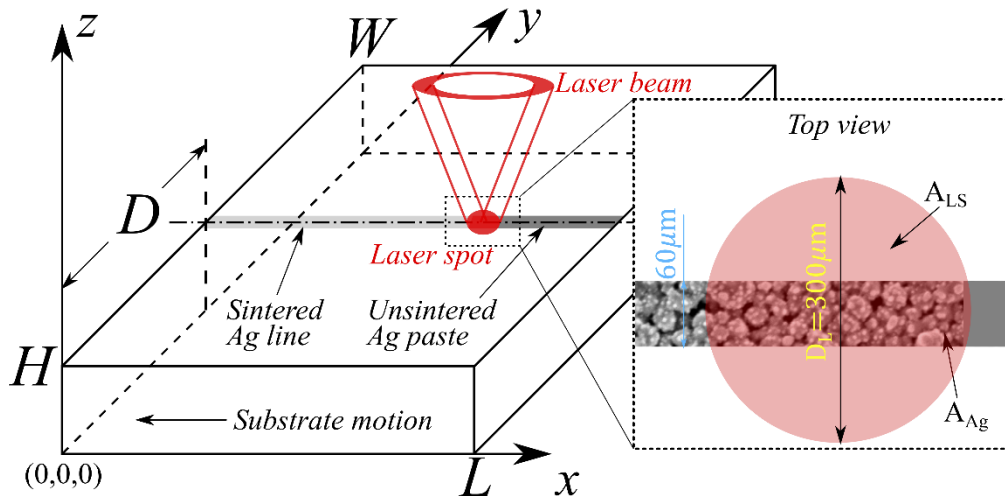 z
W
y
Laser beam
Top view
A_LS
D
60μm
D_L=300μm
Laser spot
Sintered
Ag line
Unsintered
Ag paste
A_Ag
H
Substrate motion
(0,0,0)
L
x